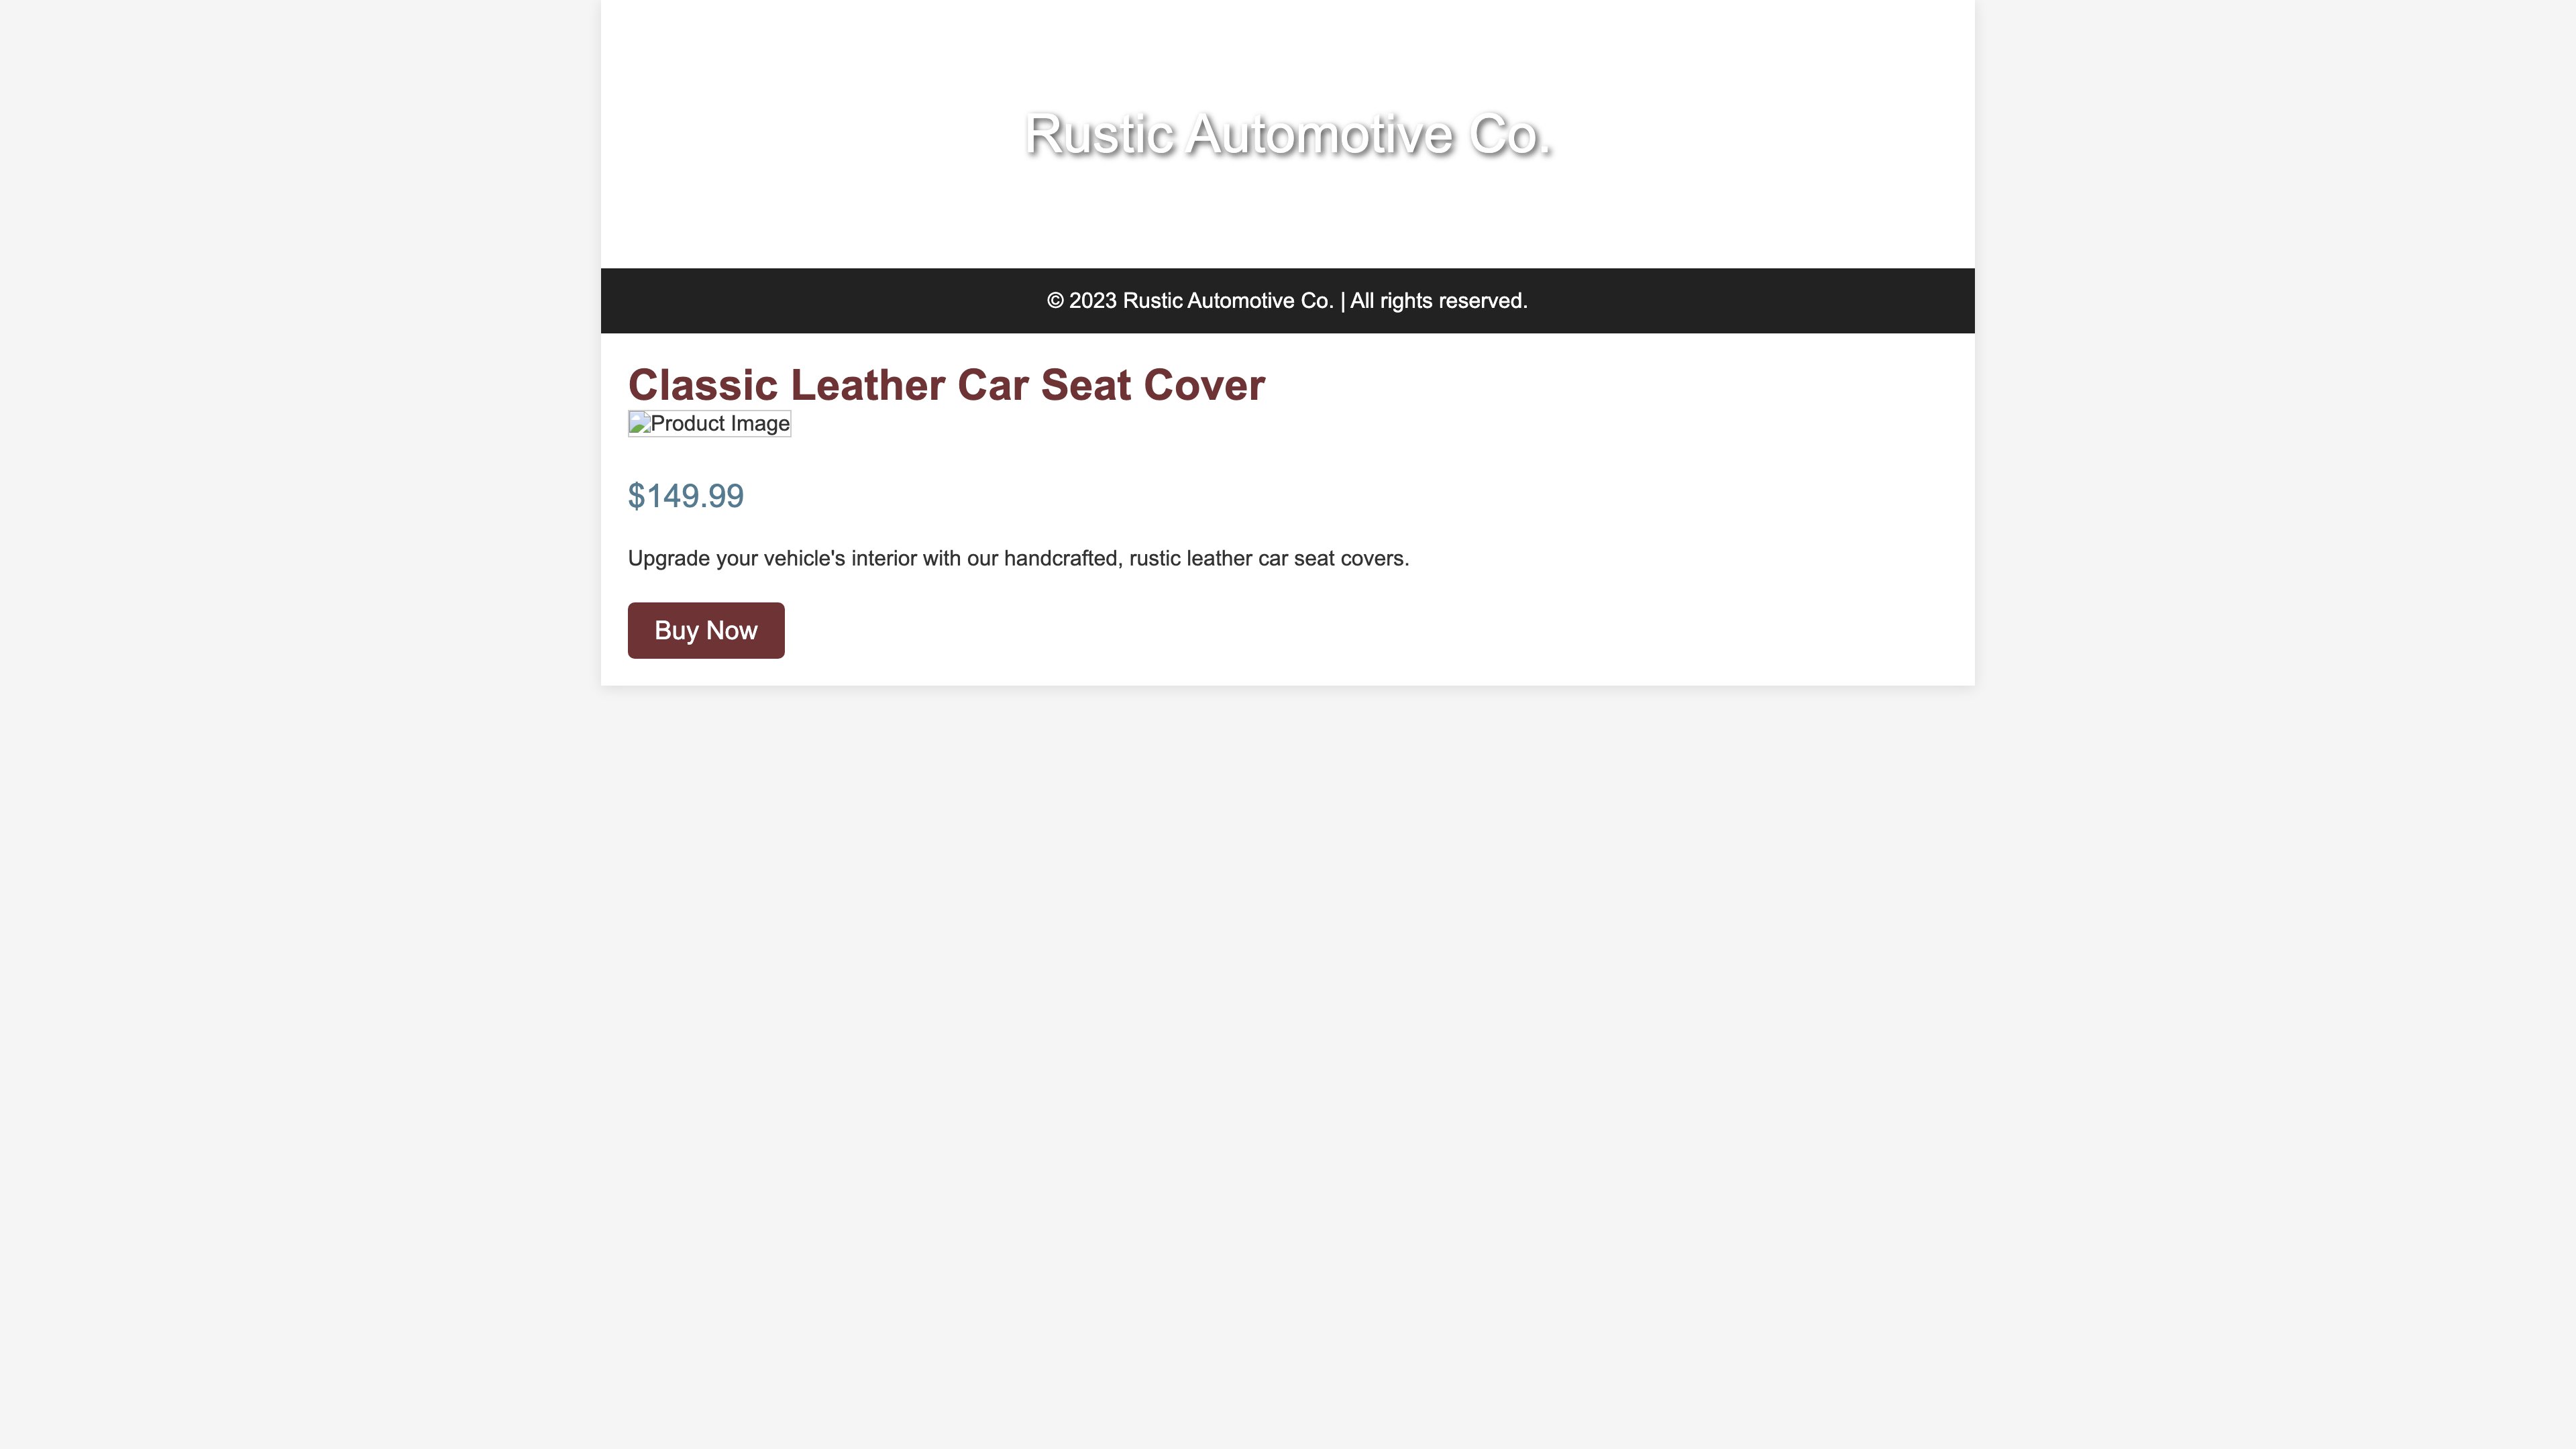 Rustic Automotive Co.
© 2023 Rustic Automotive Co. | All rights reserved.
Classic Leather Car Seat Cover
Product Image
$149.99
Upgrade your vehicle's interior with our handcrafted, rustic leather car seat covers.
Buy Now